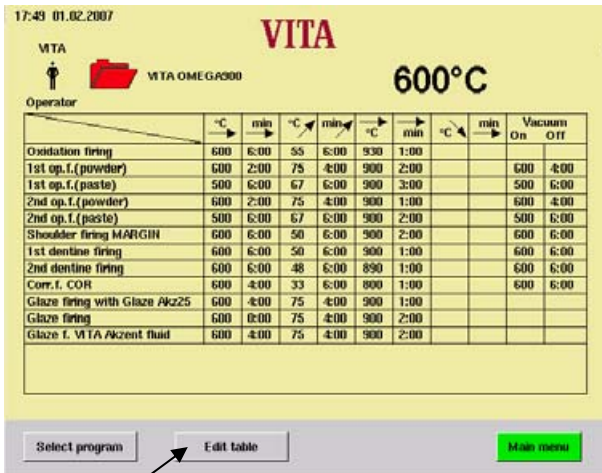 17:49 01.02.2007
VITA
VITA
VITA OMEGA900
600°C
Operator
°C min °C min °C min °C min Vacuum
On Off
Oxidation firing 600 6:00 55 6:00 930 1:00
1st op.f.(powder) 600 2:00 75 4:00 900 2:00 600 4:00
1st op.f.(paste) 500 6:00 67 6:00 900 3:00 500 6:00
2nd op.f.(powder) 600 2:00 75 4:00 900 1:00 600 4:00
2nd op.f.(paste) 500 6:00 67 6:00 900 2:00 500 6:00
Shoulder firing MARGIN 600 6:00 50 6:00 900 2:00 600 6:00
1st dentine firing 600 6:00 50 6:00 900 1:00 600 6:00
2nd dentine firing 600 6:00 48 6:00 890 1:00 600 6:00
Corr.f. COR 600 4:00 33 6:00 800 1:00 600 6:00
Glaze firing with Glaze Akz25 600 4:00 75 4:00 900 1:00
Glaze firing 600 0:00 75 4:00 900 2:00
Glaze f. VITA Akzent fluid 600 4:00 75 4:00 900 2:00
Select program
Edit table
Main menu